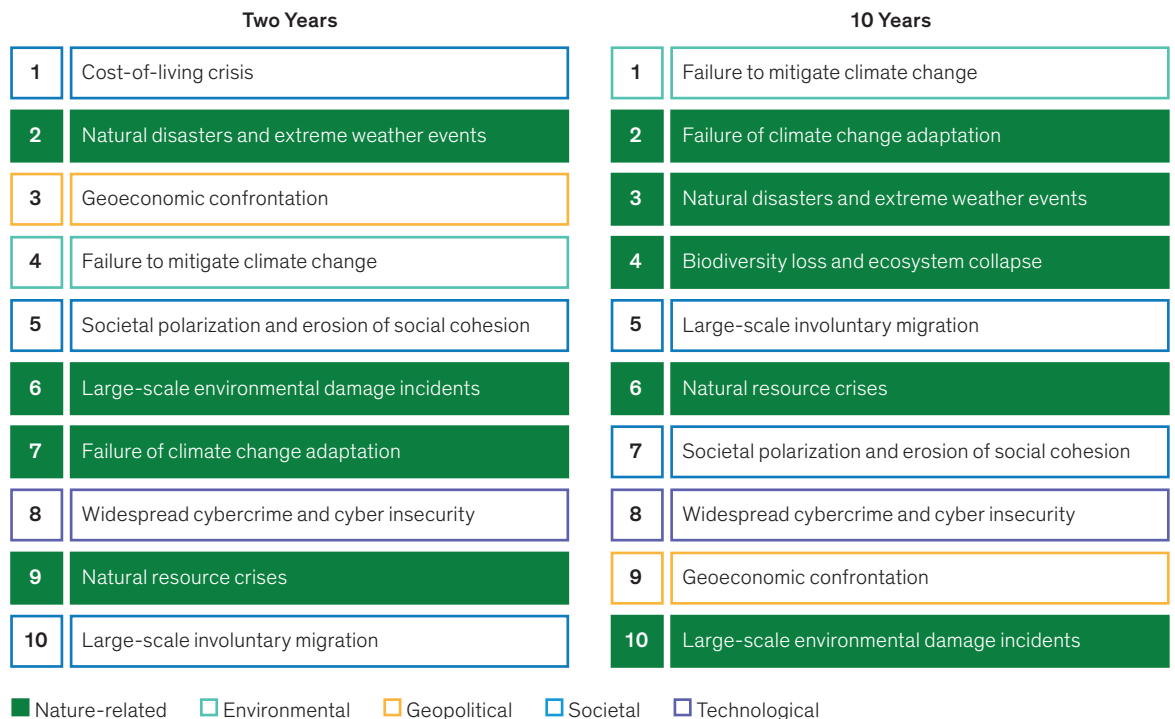 Two Years
1 Cost-of-living crisis
2 Natural disasters and extreme weather events
3 Geoeconomic confrontation
4 Failure to mitigate climate change
5 Societal polarization and erosion of social cohesion
6 Large-scale environmental damage incidents
7 Failure of climate change adaptation
8 Widespread cybercrime and cyber insecurity
9 Natural resource crises
10 Large-scale involuntary migration
10 Years
1 Failure to mitigate climate change
2 Failure of climate change adaptation
3 Natural disasters and extreme weather events
4 Biodiversity loss and ecosystem collapse
5 Large-scale involuntary migration
6 Natural resource crises
7 Societal polarization and erosion of social cohesion
8 Widespread cybercrime and cyber insecurity
9 Geoeconomic confrontation
10 Large-scale environmental damage incidents
Nature-related Environmental Geopolitical Societal Technological